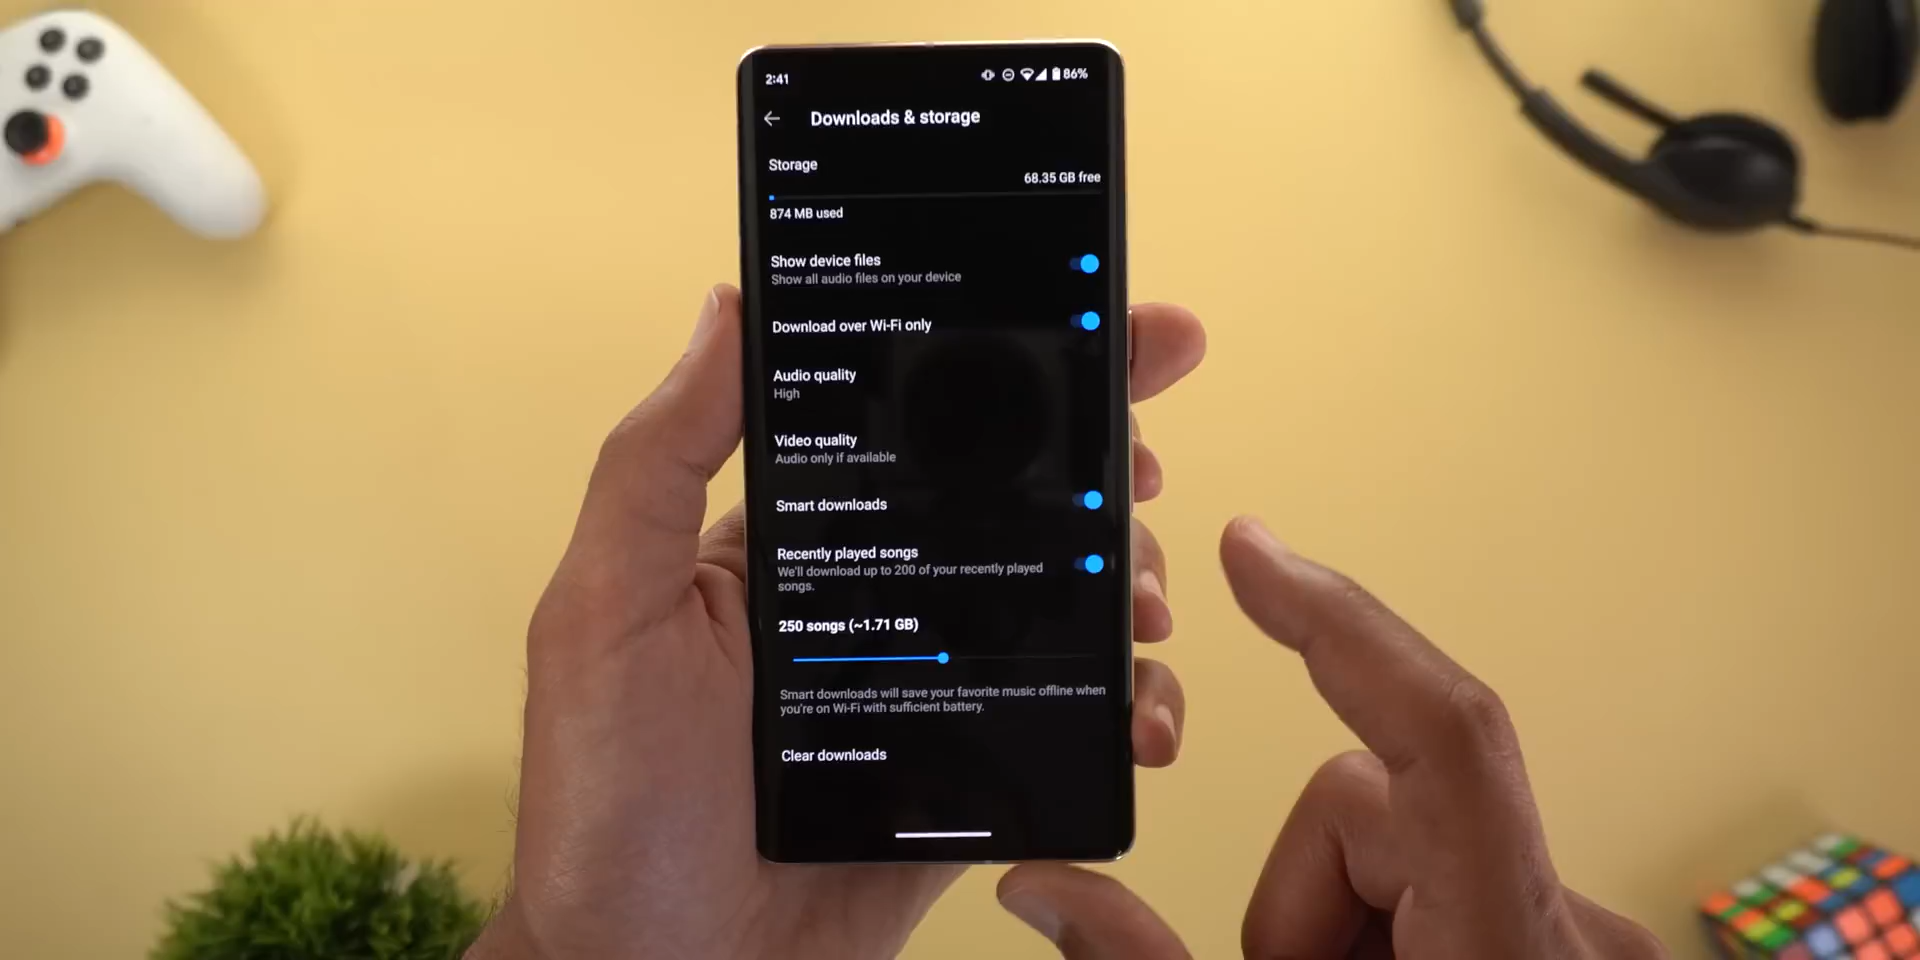 2:41
86%
Downloads & storage
Storage
68.35 GB free
874 MB used
Show device files
Show all audio files on your device
Download over Wi-Fi only
Audio quality
High
Video quality
Audio only if available
Smart downloads
Recently played songs
We'll download up to 200 of your recently played
songs.
250 songs (~1.71 GB)
Smart downloads will save your favorite music offline when
you're on Wi-Fi with sufficient battery.
Clear downloads